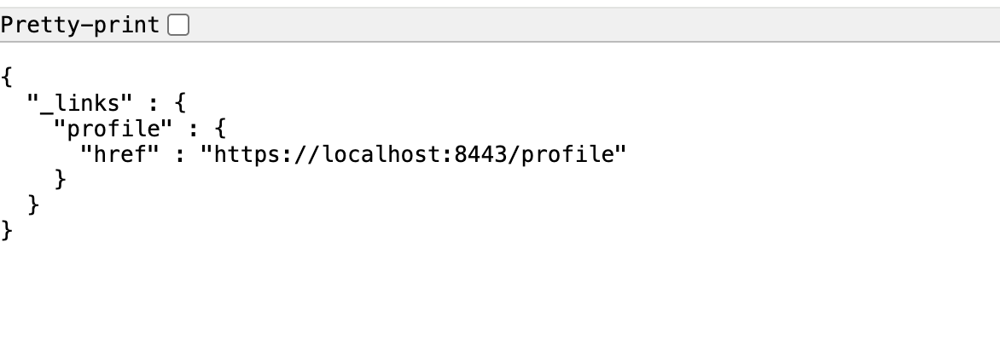 Pretty-print
{
  "_links" : {
    "profile" : {
      "href" : "https://localhost:8443/profile"
    }
  }
}